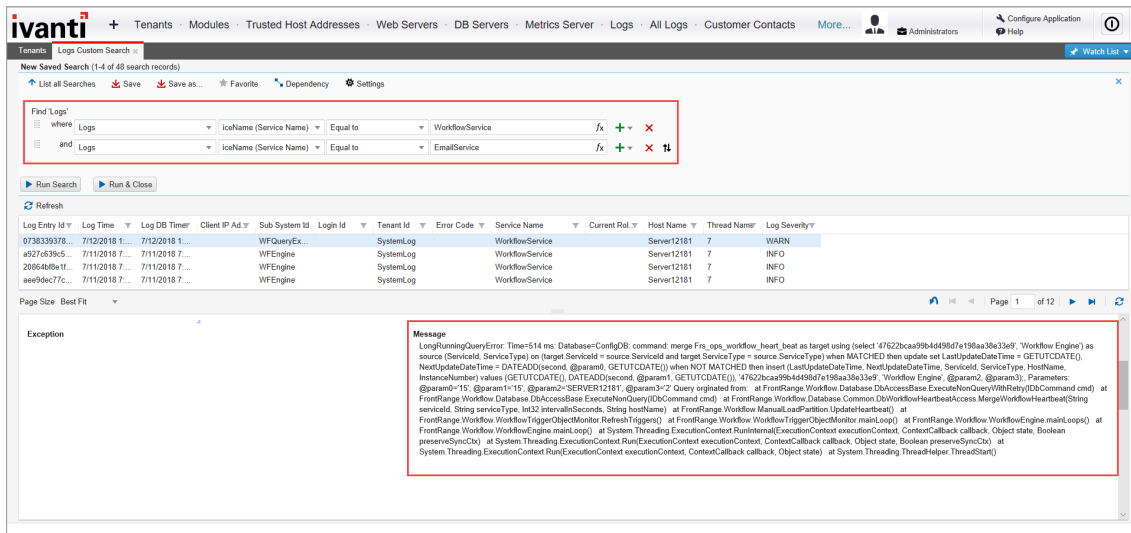 ivanti
+ Tenants · Modules · Trusted Host Addresses · Web Servers · DB Servers · Metrics Server · Logs · All Logs · Customer Contacts More...
Administrators
Configure Application
Help
Tenants Logs Custom Search ×
Watch List
New Saved Search (1-4 of 48 search records)
List all Searches Save Save as... Favorite Dependency Settings
Find 'Logs'
where Logs iceName (Service Name) Equal to WorkflowService fx
and Logs iceName (Service Name) Equal to EmailService fx
Run Search Run & Close
Refresh
Log Entry Id Log Time Log DB Time Client IP Ad... Sub System Id Login Id Tenant Id Error Code Service Name Current Rol... Host Name Thread Name Log Severity
0738339378... 7/12/2018 1:... 7/12/2018 1:... WFQueryEx... SystemLog WorkflowService Server12181 7 WARN
a927c639c5... 7/11/2018 7:... 7/11/2018 7:... WFEngine SystemLog WorkflowService Server12181 7 INFO
20864bf8e1f... 7/11/2018 7:... 7/11/2018 7:... WFEngine SystemLog WorkflowService Server12181 7 INFO
aee9dec77c... 7/11/2018 7:... 7/11/2018 7:... WFEngine SystemLog WorkflowService Server12181 7 INFO
Page Size Best Fit
Page 1 of 12
Exception
Message
LongRunningQueryError: Time=514 ms: Database=ConfigDB: command: merge Frs_ops_workflow_heart_beat as target using (select '47622bcaa99b4d498d7e198aa38e33e9', 'Workflow Engine') as
source (ServiceId, ServiceType) on (target.ServiceId = source.ServiceId and target.ServiceType = source.ServiceType) when MATCHED then update set LastUpdateDateTime = GETUTCDATE(),
NextUpdateDateTime = DATEADD(second, @param0, GETUTCDATE()) when NOT MATCHED then insert (LastUpdateDateTime, NextUpdateDateTime, ServiceId, ServiceType, HostName,
InstanceNumber) values (GETUTCDATE(), DATEADD(second, @param1, GETUTCDATE()), '47622bcaa99b4d498d7e198aa38e33e9', 'Workflow Engine', @param2, @param3);, Parameters:
@param0='15', @param1='15', @param2='SERVER12181', @param3='2' Query orginated from: at FrontRange.Workflow.Database.DbAccessBase.ExecuteNonQueryWithRetry(IDbCommand cmd) at
FrontRange.Workflow.Database.DbAccessBase.ExecuteNonQuery(IDbCommand cmd) at FrontRange.Workflow.Database.Common.DbWorkflowHeartbeatAccess.MergeWorkflowHeartbeat(String
serviceId, String serviceType, Int32 intervalInSeconds, String hostName) at FrontRange.Workflow.ManualLoadPartition.UpdateHeartbeat() at
FrontRange.Workflow.WorkflowTriggerObjectMonitor.RefreshTriggers() at FrontRange.Workflow.WorkflowTriggerObjectMonitor.mainLoop() at FrontRange.Workflow.WorkflowEngine.mainLoops() at
FrontRange.Workflow.WorkflowEngine.mainLoop() at System.Threading.ExecutionContext.RunInternal(ExecutionContext executionContext, ContextCallback callback, Object state, Boolean
preserveSyncCtx) at System.Threading.ExecutionContext.Run(ExecutionContext executionContext, ContextCallback callback, Object state, Boolean preserveSyncCtx) at
System.Threading.ExecutionContext.Run(ExecutionContext executionContext, ContextCallback callback, Object state) at System.Threading.ThreadHelper.ThreadStart()